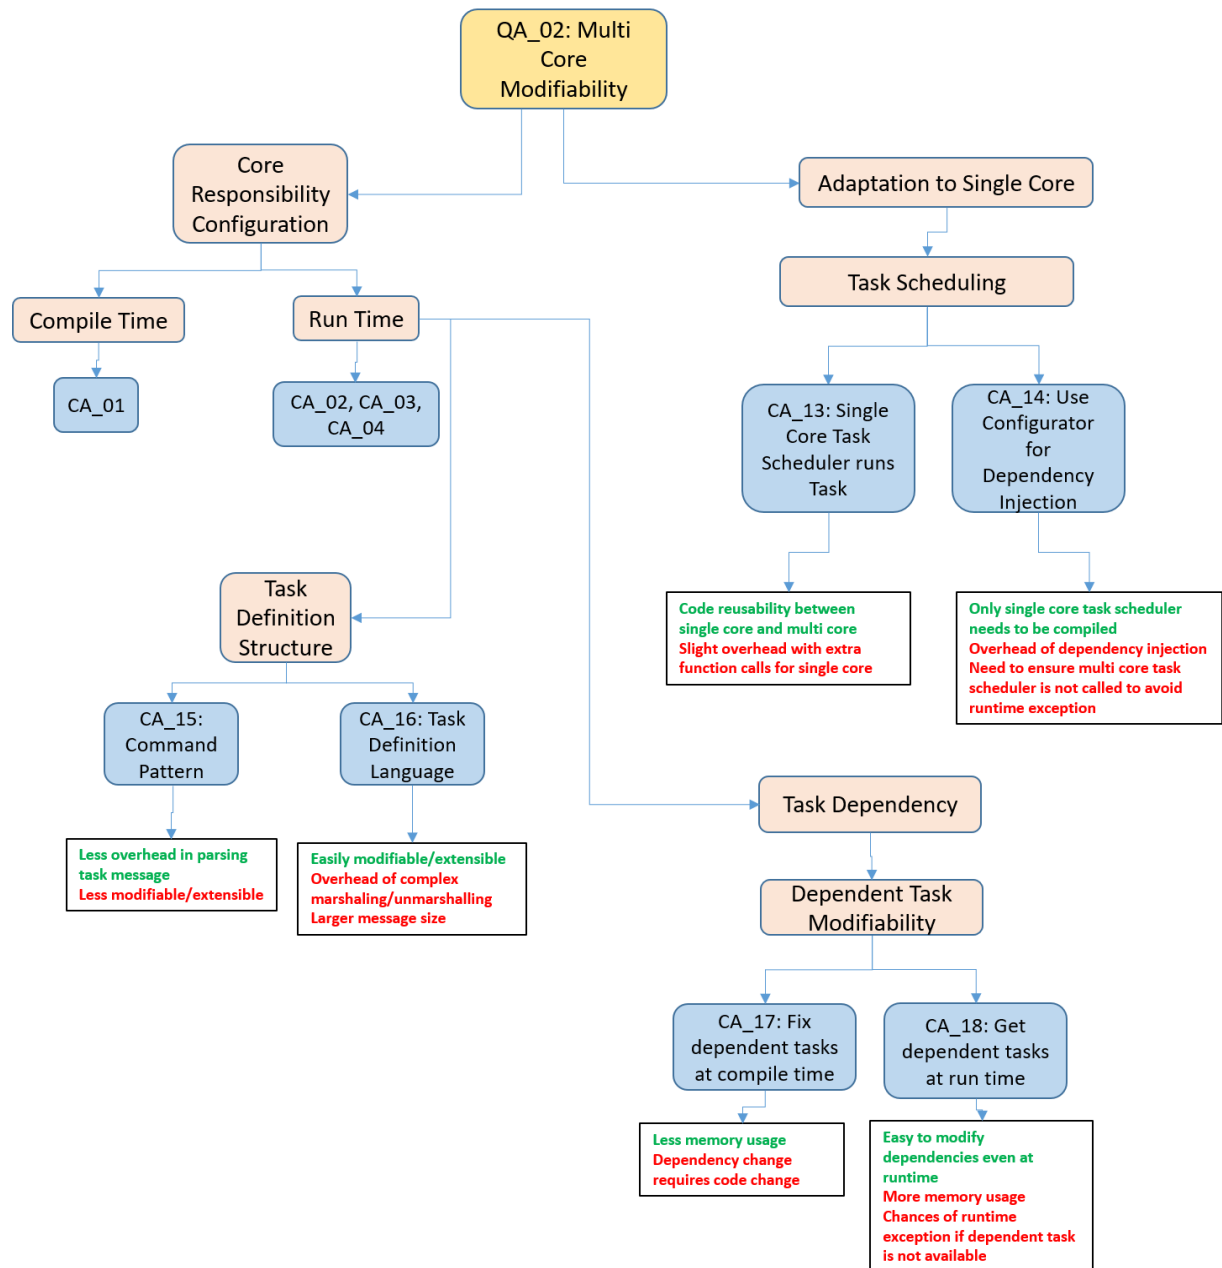 QA_02: Multi
Core
Modifiability
Core
Responsibility
Configuration
Adaptation to Single Core
Task Scheduling
Compile Time
Run Time
CA_01
CA_02, CA_03,
CA_04
CA_13: Single
Core Task
Scheduler runs
Task
CA_14: Use
Configurator
for
Dependency
Injection
Code reusability between
single core and multi core
Slight overhead with extra
function calls for single core
Only single core task scheduler
needs to be compiled
Overhead of dependency injection
Need to ensure multi core task
scheduler is not called to avoid
runtime exception
Task
Definition
Structure
CA_15:
Command
Pattern
CA_16: Task
Definition
Language
Less overhead in parsing
task message
Less modifiable/extensible
Easily modifiable/extensible
Overhead of complex
marshaling/unmarshalling
Larger message size
Task Dependency
Dependent Task
Modifiability
CA_17: Fix
dependent tasks
at compile time
CA_18: Get
dependent tasks
at run time
Less memory usage
Dependency change
requires code change
Easy to modify
dependencies even at
runtime
More memory usage
Chances of runtime
exception if dependent task
is not available